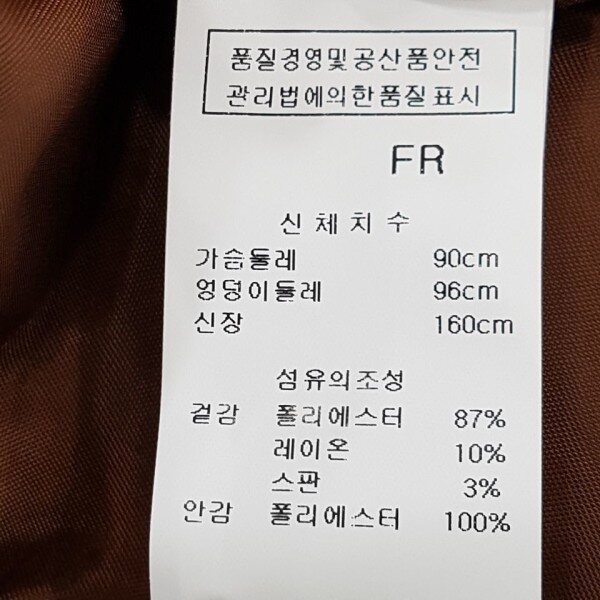 품질경영및공산품안전
관리법에의한품질표시
FR
신체치수
가슴둘레 90cm
엉덩이둘레 96cm
신장 160cm
섬유의조성
겉감 폴리에스터 87%
레이온 10%
스판 3%
안감 폴리에스터 100%